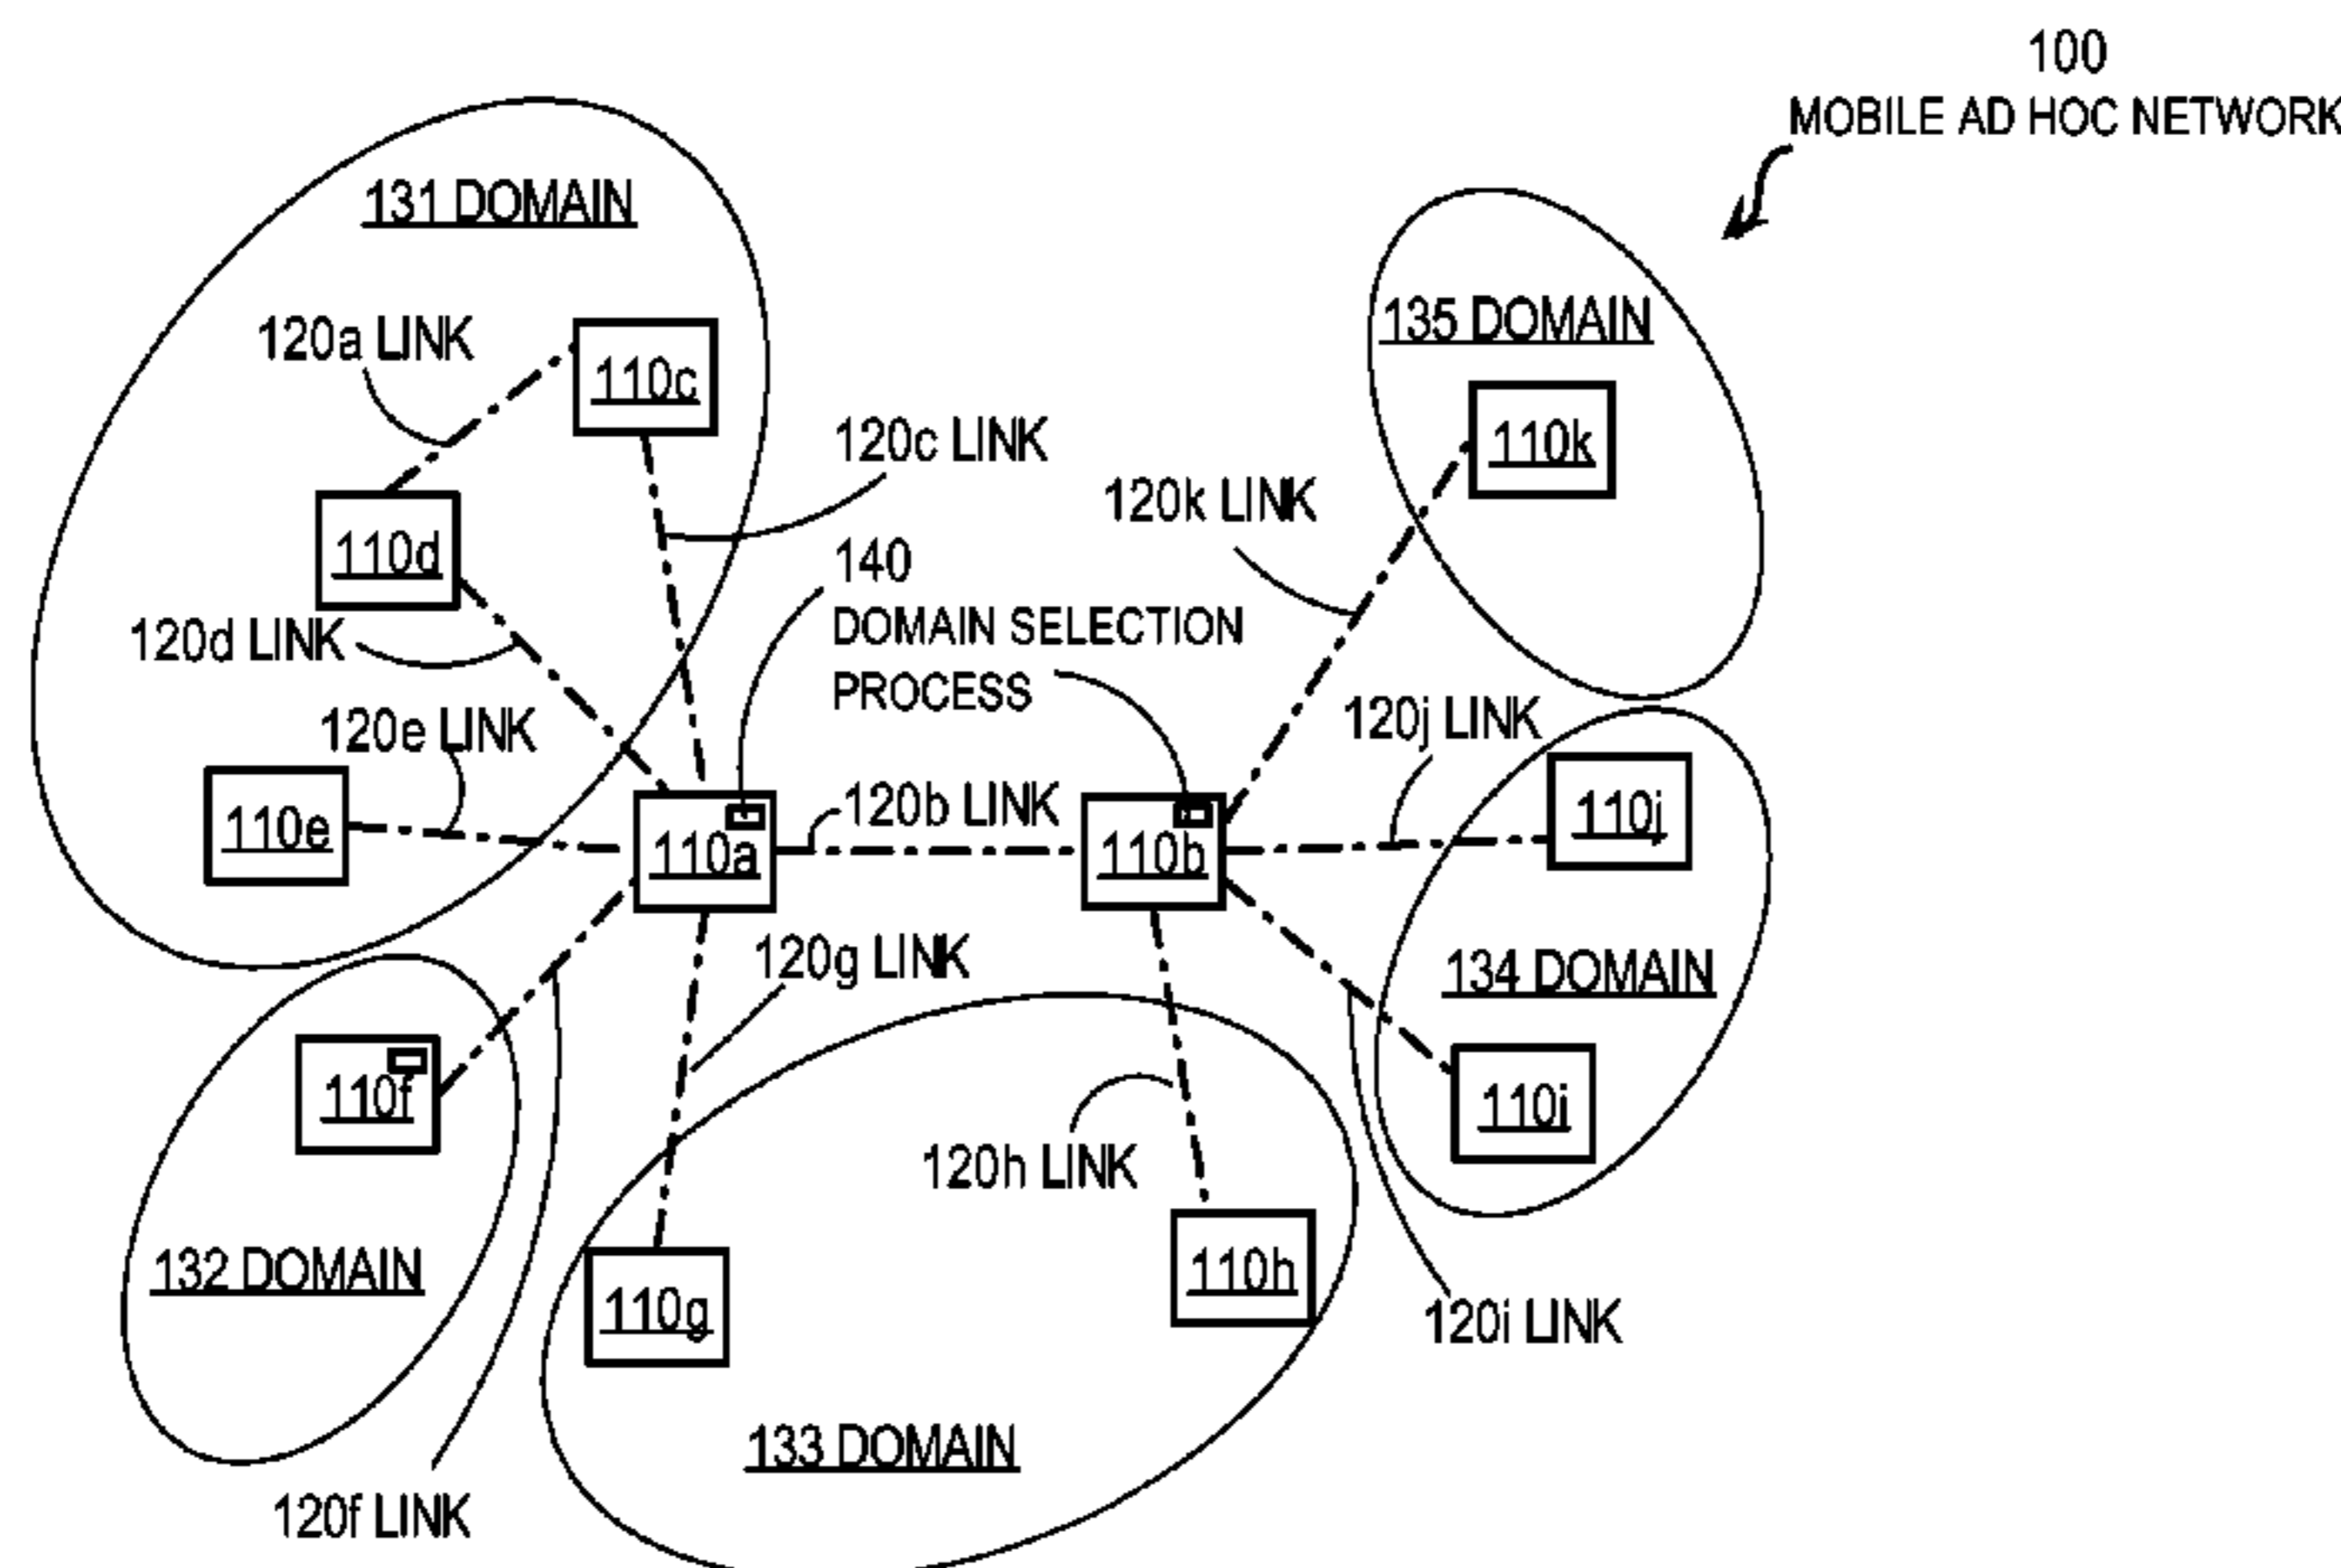 100
MOBILE AD HOC NETWORK
131 DOMAIN
135 DOMAIN
120a LINK
110c
110k
120c LINK
120k LINK
110d
140
DOMAIN SELECTION
PROCESS
120d LINK
120e LINK
120j LINK
110e
110a
120b LINK
110b
110j
120g LINK
134 DOMAIN
110f
110i
120h LINK
132 DOMAIN
110g
110h
120i LINK
133 DOMAIN
120f LINK